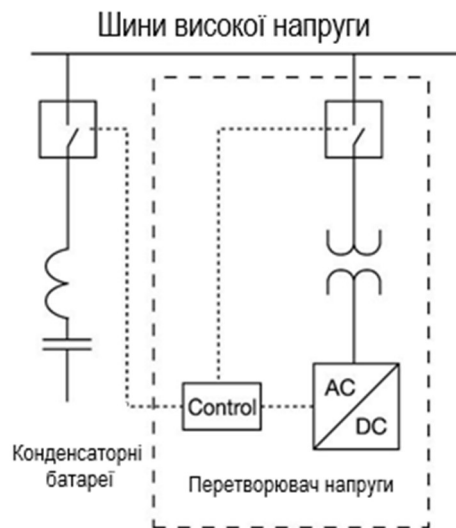 Шини високої напруги
Control
AC
DC
Конденсаторні
батареї
Перетворювач напруги